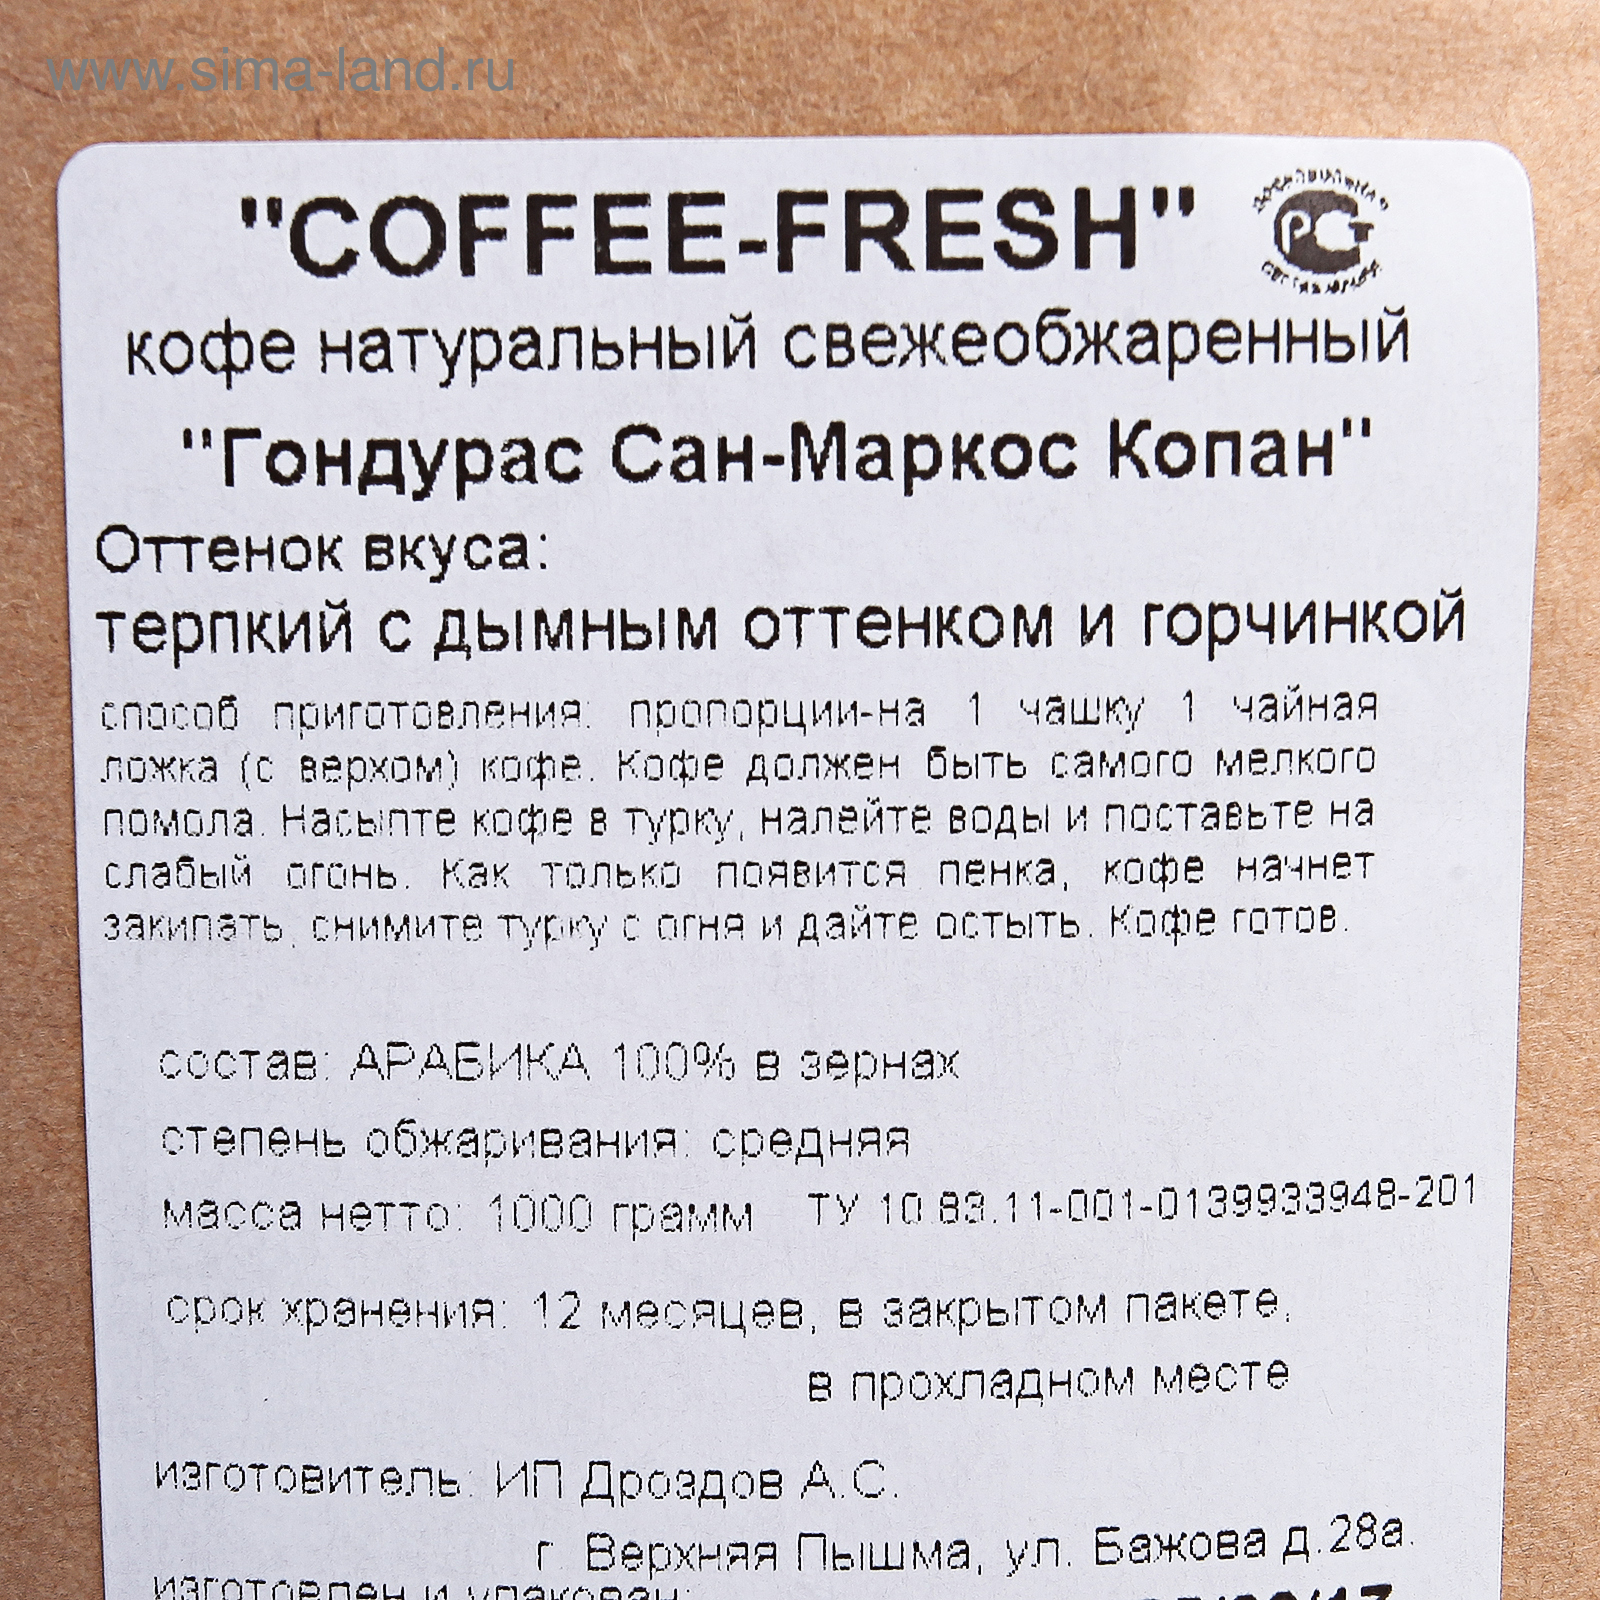 www.sima-land.ru
"COFFEE-FRESH"
кофе натуральный свежеобжаренный
"Гондурас Сан-Маркос Копан"
Оттенок вкуса:
терпкий с дымным оттенком и горчинкой
способ приготовления: пропорции-на 1 чашку 1 чайная
ложка (с верхом) кофе. Кофе должен быть самого мелкого
помола. Насыпте кофе в турку, налейте воды и поставьте на
слабый огонь. Как только появится пенка, кофе начнет
закипать, снимите турку с огня и дайте остыть. Кофе готов.
состав: АРАБИКА 100% в зернах
степень обжаривания: средняя
масса нетто: 1000 грамм ТУ 10.83.11-001-0139933948-201
срок хранения: 12 месяцев, в закрытом пакете,
в прохладном месте
изготовитель: ИП Дроздов А.С.
г. Верхняя Пышма, ул. Бажова д.28а.
изготовлен и упакован: